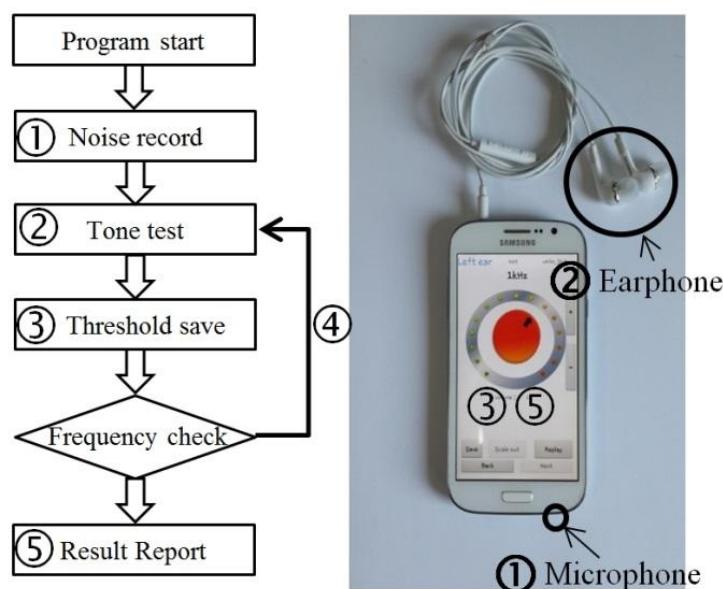 Program start
① Noise record
② Tone test
③ Threshold save
④
Frequency check
⑤ Result Report
SAMSUNG
Left ear
1kHz
③ ⑤
Save
Replay
Back
Next
② Earphone
① Microphone